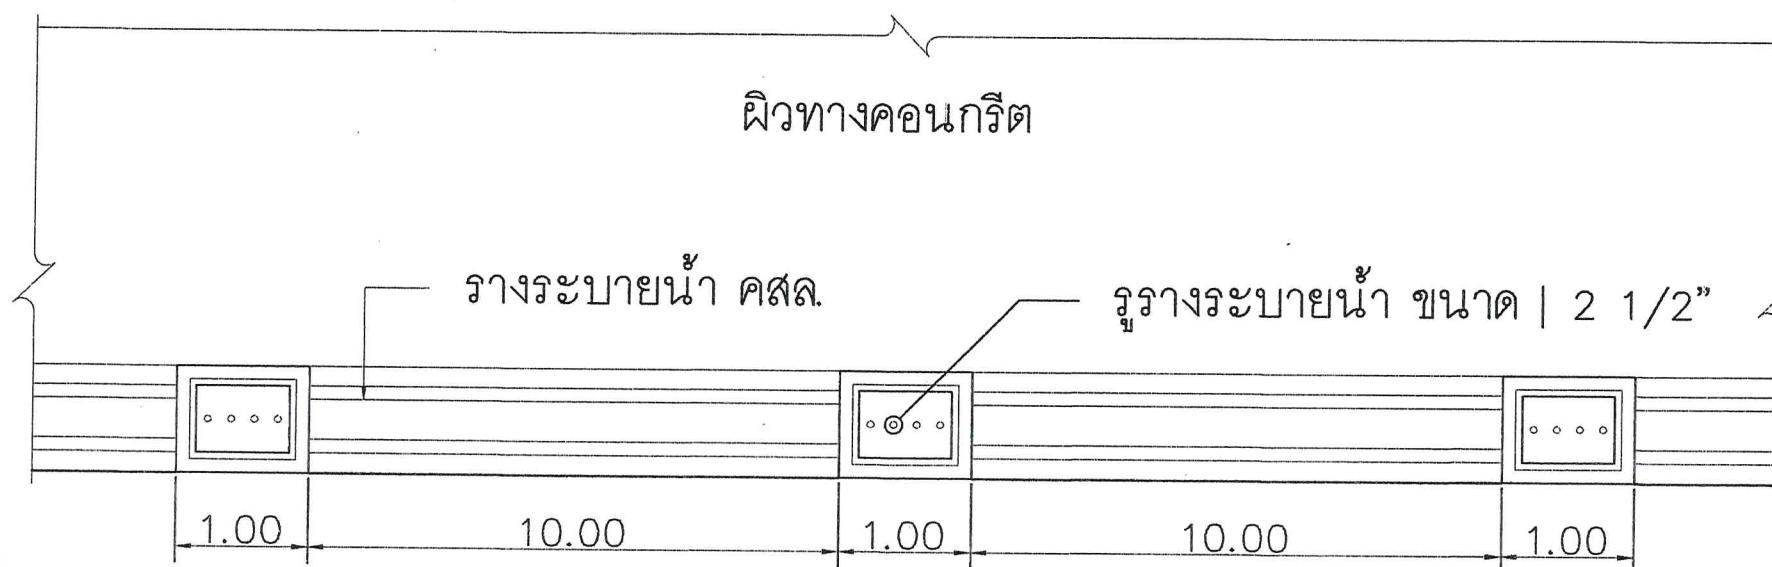 ผิวทางคอนกรีต
รางระบายน้ำ คสล.
รูรางระบายน้ำ ขนาด | 2 1/2"
1.00 10.00 1.00 10.00 1.00